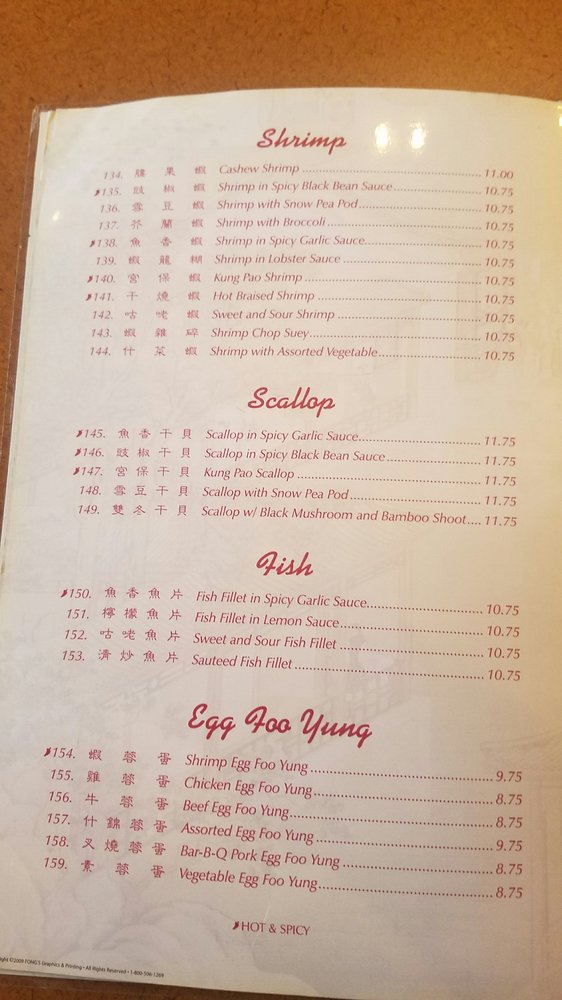 Shrimp
134. 腰果蝦 Cashew Shrimp 11.00
135. 豉椒蝦 Shrimp in Spicy Black Bean Sauce 10.75
136. 雪豆蝦 Shrimp with Snow Pea Pod 10.75
137. 芥蘭蝦 Shrimp with Broccoli 10.75
138. 魚香蝦 Shrimp in Spicy Garlic Sauce 10.75
139. 蝦龍糊 Shrimp in Lobster Sauce 10.75
140. 宮保蝦 Kung Pao Shrimp 10.75
141. 干燒蝦 Hot Braised Shrimp 10.75
142. 咕咾蝦 Sweet and Sour Shrimp 10.75
143. 蝦雜碎 Shrimp Chop Suey 10.75
144. 什菜蝦 Shrimp with Assorted Vegetable 10.75
Scallop
145. 魚香干貝 Scallop in Spicy Garlic Sauce 11.75
146. 豉椒干貝 Scallop in Spicy Black Bean Sauce 11.75
147. 宮保干貝 Kung Pao Scallop 11.75
148. 雪豆干貝 Scallop with Snow Pea Pod 11.75
149. 雙冬干貝 Scallop w/ Black Mushroom and Bamboo Shoot 11.75
Fish
150. 魚香魚片 Fish Fillet in Spicy Garlic Sauce 10.75
151. 檸檬魚片 Fish Fillet in Lemon Sauce 10.75
152. 咕咾魚片 Sweet and Sour Fish Fillet 10.75
153. 清炒魚片 Sauteed Fish Fillet 10.75
Egg Foo Yung
154. 蝦蓉蛋 Shrimp Egg Foo Yung 9.75
155. 雞蓉蛋 Chicken Egg Foo Yung 8.75
156. 牛蓉蛋 Beef Egg Foo Yung 8.75
157. 什錦蓉蛋 Assorted Egg Foo Yung 9.75
158. 叉燒蓉蛋 Bar-B-Q Pork Egg Foo Yung 8.75
159. 素蓉蛋 Vegetable Egg Foo Yung 8.75
HOT & SPICY
©2009 FONG'S Graphics & Printing • All Rights Reserved • 1-800-506-1269